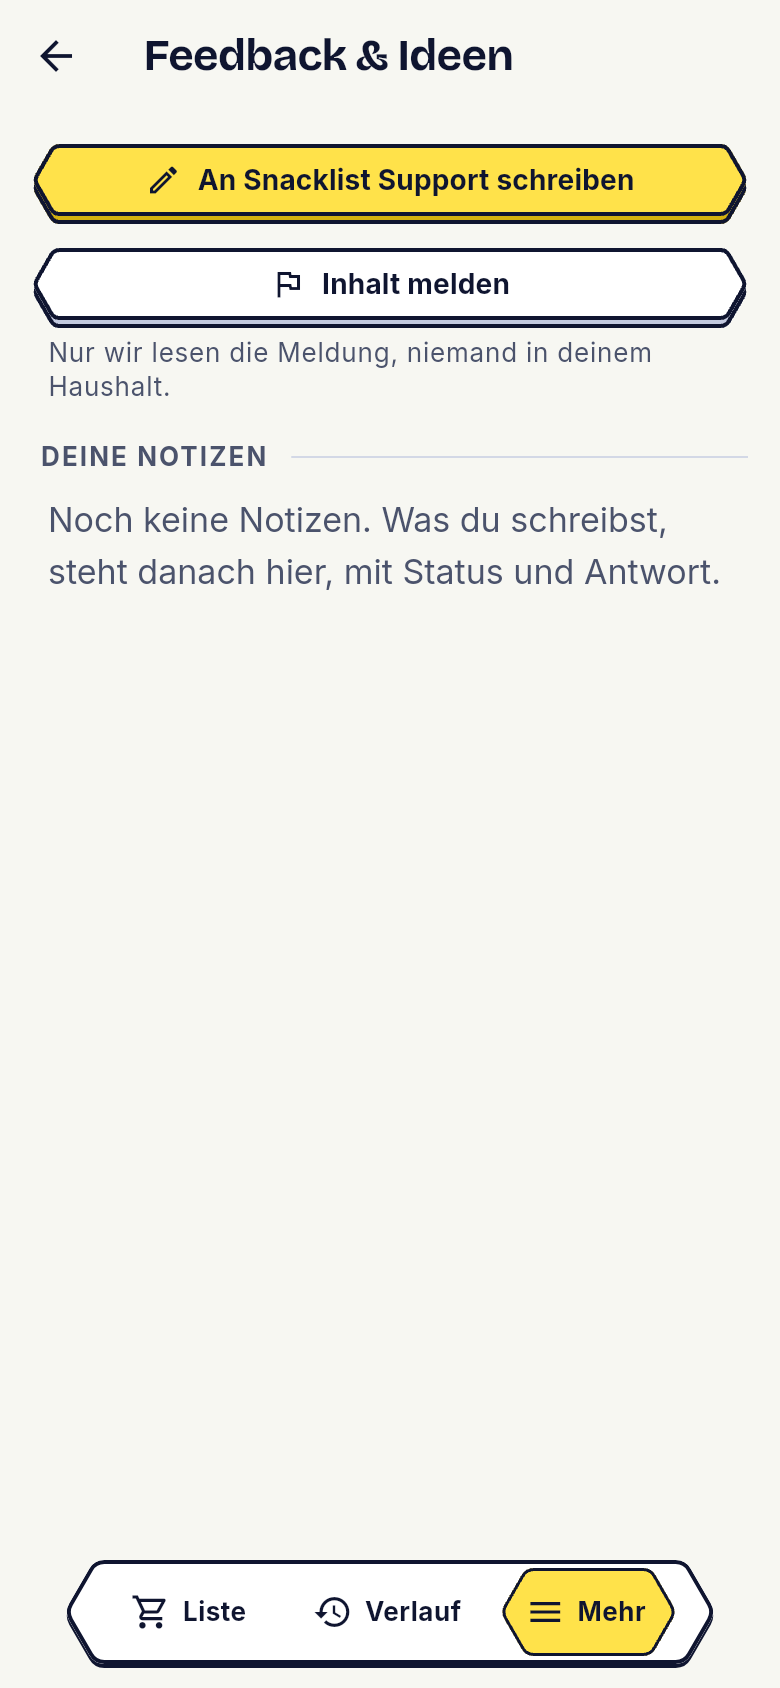 Feedback & Ideen
An Snacklist Support schreiben
Inhalt melden
Nur wir lesen die Meldung, niemand in deinem
Haushalt.
DEINE NOTIZEN
Noch keine Notizen. Was du schreibst,
steht danach hier, mit Status und Antwort.
Liste
Verlauf
Mehr